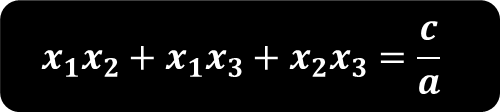 x₁x₂ + x₁x₃ + x₂x₃ = c/a